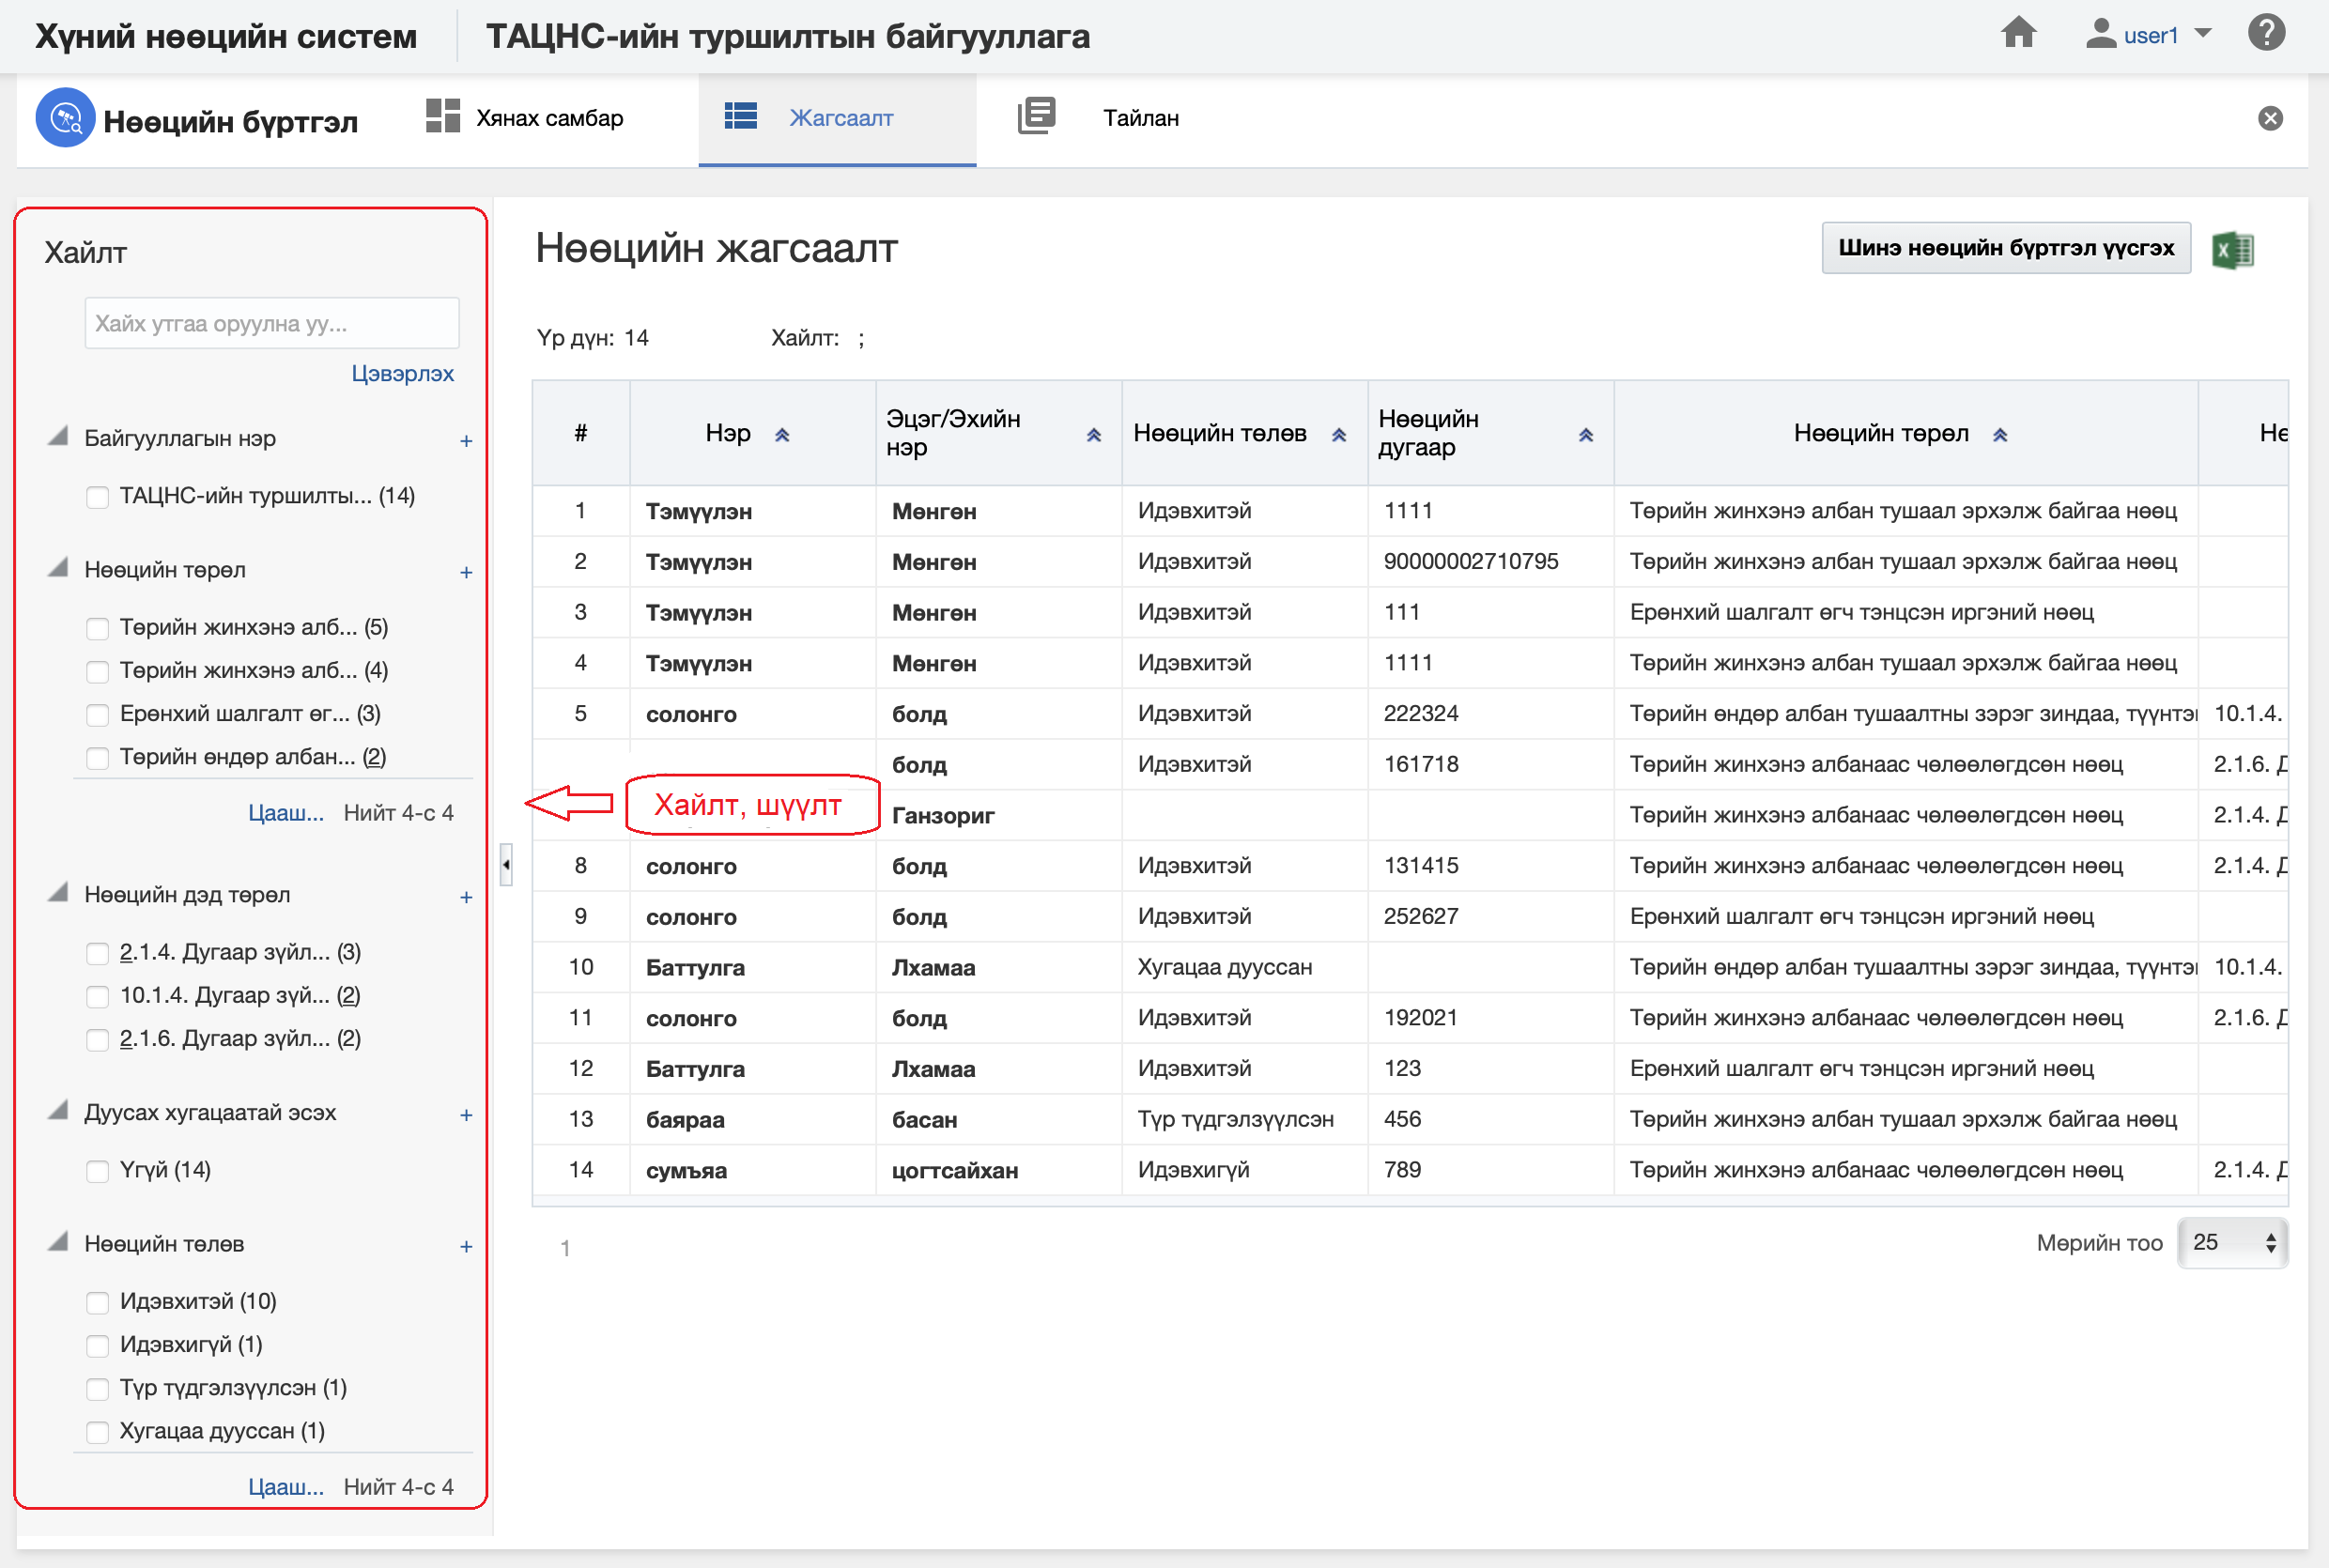 Хүний нөөцийн систем
ТАЦНС-ийн туршилтын байгууллага
user1
Нөөцийн бүртгэл
Хянах самбар
Жагсаалт
Тайлан
Хайлт
Хайх утгаа оруулна уу...
Цэвэрлэх
Байгууллагын нэр +
ТАЦНС-ийн туршилты... (14)
Нөөцийн төрөл +
Төрийн жинхэнэ алб... (5)
Төрийн жинхэнэ алб... (4)
Ерөнхий шалгалт өг... (3)
Төрийн өндөр албан... (2)
Цааш... Нийт 4-с 4
Нөөцийн дэд төрөл +
2.1.4. Дугаар зүйл... (3)
10.1.4. Дугаар зүй... (2)
2.1.6. Дугаар зүйл... (2)
Дуусах хугацаатай эсэх +
Үгүй (14)
Нөөцийн төлөв +
Идэвхитэй (10)
Идэвхигүй (1)
Түр түдгэлзүүлсэн (1)
Хугацаа дууссан (1)
Цааш... Нийт 4-с 4
Хайлт, шүүлт
Нөөцийн жагсаалт
Шинэ нөөцийн бүртгэл үүсгэх
Үр дүн: 14 Хайлт: ;
# Нэр Эцэг/Эхийн нэр Нөөцийн төлөв Нөөцийн дугаар Нөөцийн төрөл
1 Тэмүүлэн Мөнгөн Идэвхитэй 1111 Төрийн жинхэнэ албан тушаал эрхэлж байгаа нөөц
2 Тэмүүлэн Мөнгөн Идэвхитэй 90000002710795 Төрийн жинхэнэ албан тушаал эрхэлж байгаа нөөц
3 Тэмүүлэн Мөнгөн Идэвхитэй 111 Ерөнхий шалгалт өгч тэнцсэн иргэний нөөц
4 Тэмүүлэн Мөнгөн Идэвхитэй 1111 Төрийн жинхэнэ албан тушаал эрхэлж байгаа нөөц
5 солонго болд Идэвхитэй 222324 Төрийн өндөр албан тушаалтны зэрэг зиндаа, 10.1.4.
болд Идэвхитэй 161718 Төрийн жинхэнэ албанаас чөлөөлөгдсөн нөөц 2.1.6.
Ганзориг Төрийн жинхэнэ албанаас чөлөөлөгдсөн нөөц 2.1.4.
8 солонго болд Идэвхитэй 131415 Төрийн жинхэнэ албанаас чөлөөлөгдсөн нөөц 2.1.4.
9 солонго болд Идэвхитэй 252627 Ерөнхий шалгалт өгч тэнцсэн иргэний нөөц
10 Баттулга Лхамаа Хугацаа дууссан Төрийн өндөр албан тушаалтны зэрэг зиндаа, 10.1.4.
11 солонго болд Идэвхитэй 192021 Төрийн жинхэнэ албанаас чөлөөлөгдсөн нөөц 2.1.6.
12 Баттулга Лхамаа Идэвхитэй 123 Ерөнхий шалгалт өгч тэнцсэн иргэний нөөц
13 баяраа басан Түр түдгэлзүүлсэн 456 Төрийн жинхэнэ албан тушаал эрхэлж байгаа нөөц
14 сумъяа цогтсайхан Идэвхигүй 789 Төрийн жинхэнэ албанаас чөлөөлөгдсөн нөөц 2.1.4.
1
Мөрийн тоо 25